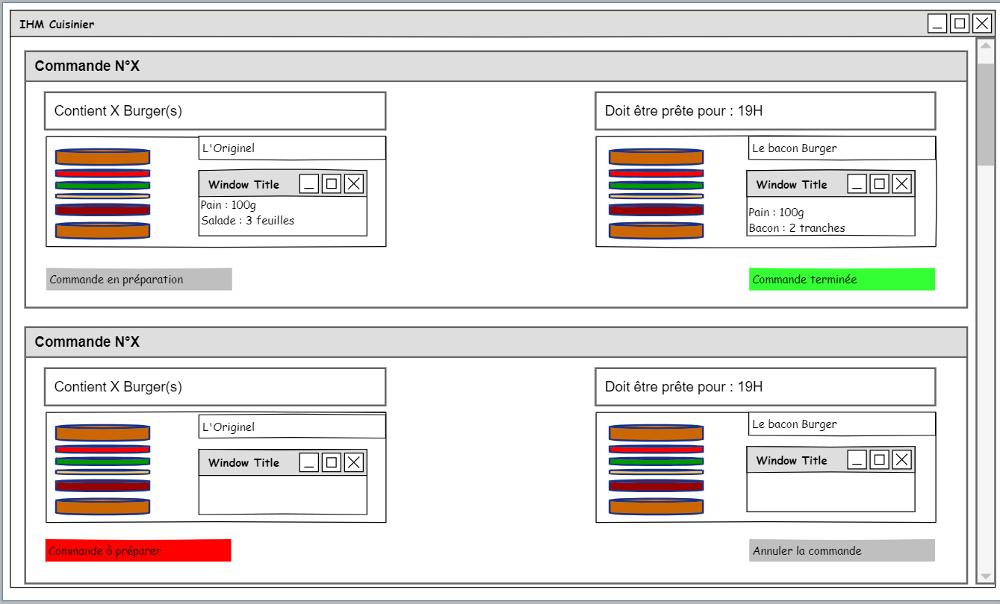 IHM Cuisinier
Commande N°X
Contient X Burger(s)
Doit être prête pour : 19H
L'Originel
Le bacon Burger
Window Title
Window Title
Pain : 100g
Salade : 3 feuilles
Pain : 100g
Bacon : 2 tranches
Commande en préparation
Commande terminée
Commande N°X
Contient X Burger(s)
Doit être prête pour : 19H
L'Originel
Le bacon Burger
Window Title
Window Title
Commande à préparer
Annuler la commande